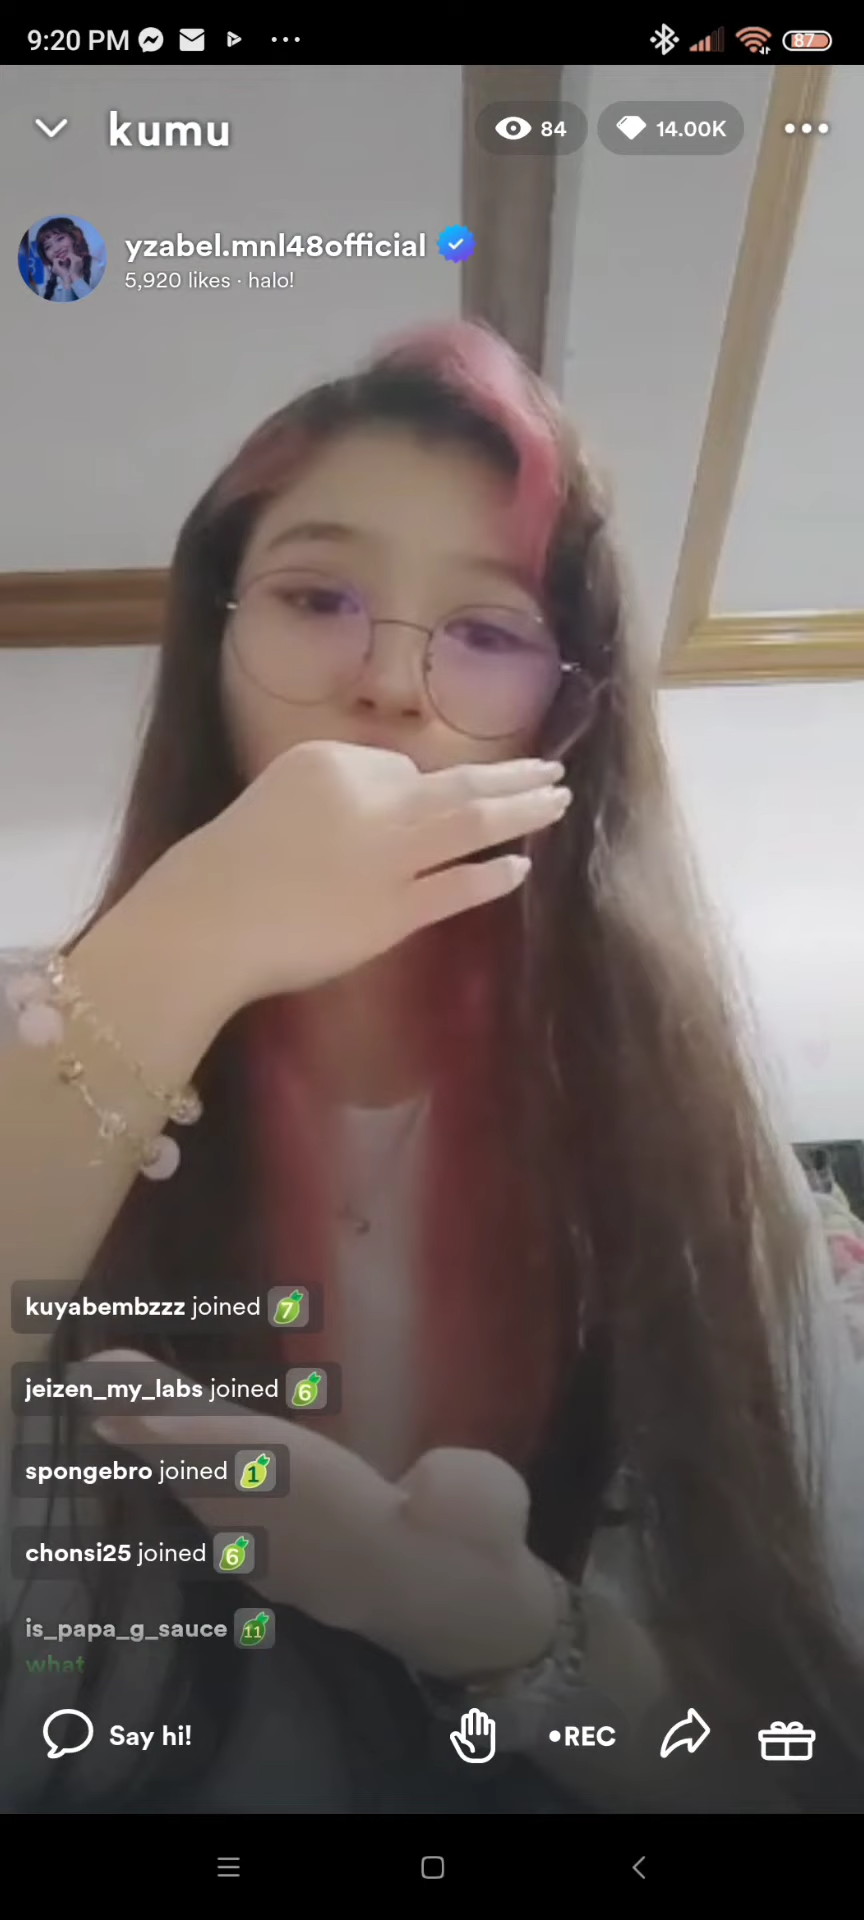 9:20 PM
87
kumu
84
14.00K
yzabel.mnl48official
5,920 likes · halo!
kuyabembzzz joined 7
jeizen_my_labs joined 6
spongebro joined 1
chonsi25 joined 6
is_papa_g_sauce 11
what
Say hi!
•REC